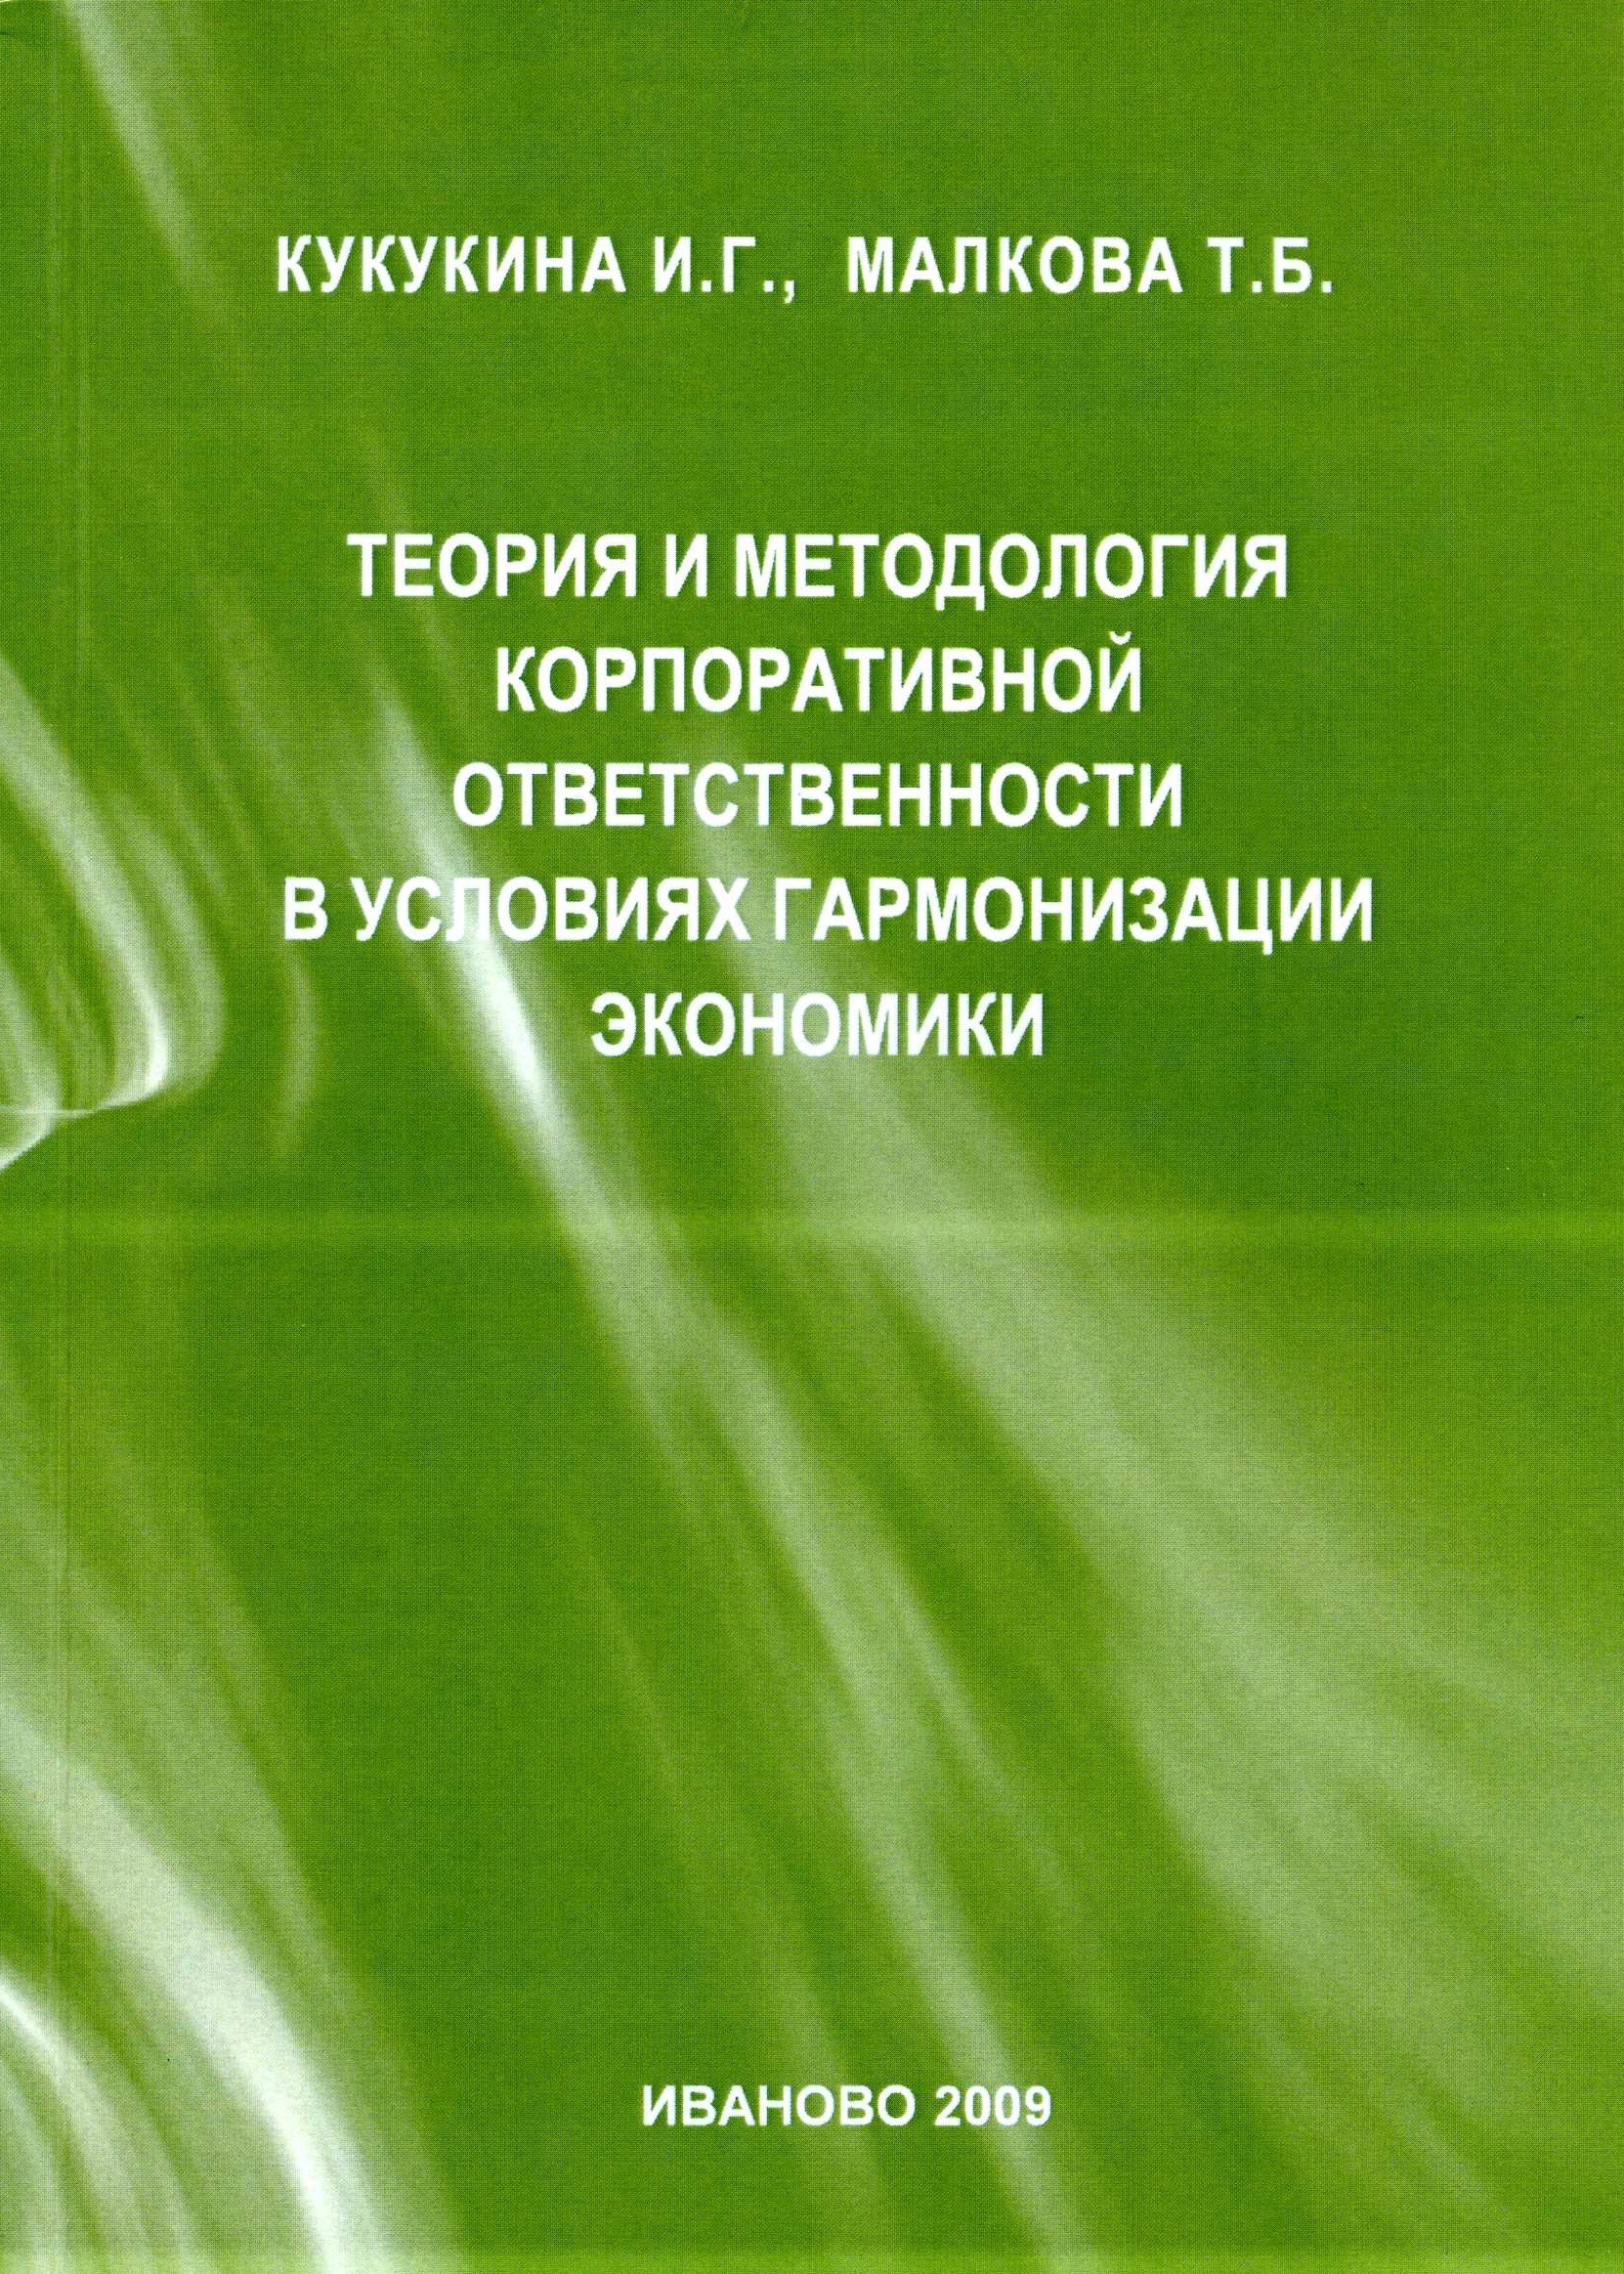 КУКУКИНА И.Г., МАЛКОВА Т.Б.
ТЕОРИЯ И МЕТОДОЛОГИЯ
КОРПОРАТИВНОЙ
ОТВЕТСТВЕННОСТИ
В УСЛОВИЯХ ГАРМОНИЗАЦИИ
ЭКОНОМИКИ
ИВАНОВО 2009